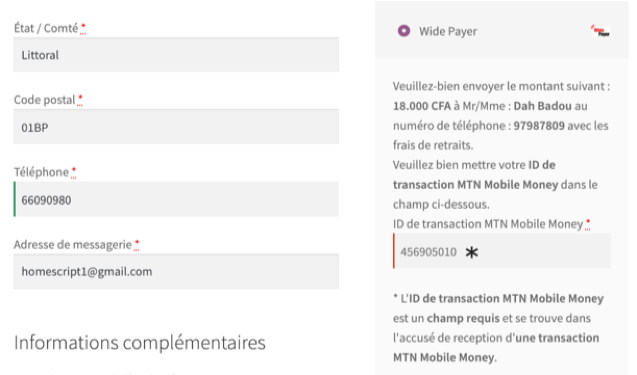 État / Comté *
Littoral
Code postal *
01BP
Téléphone *
66090980
Adresse de messagerie *
homescript1@gmail.com
Informations complémentaires
Wide Payer
Wide
Payer
Veuillez-bien envoyer le montant suivant :
18.000 CFA à Mr/Mme : Dah Badou au
numéro de téléphone : 97987809 avec les
frais de retraits.
Veuillez bien mettre votre ID de
transaction MTN Mobile Money dans le
champ ci-dessous.
ID de transaction MTN Mobile Money *
456905010
* L'ID de transaction MTN Mobile Money
est un champ requis et se trouve dans
l'accusé de reception d'une transaction
MTN Mobile Money.